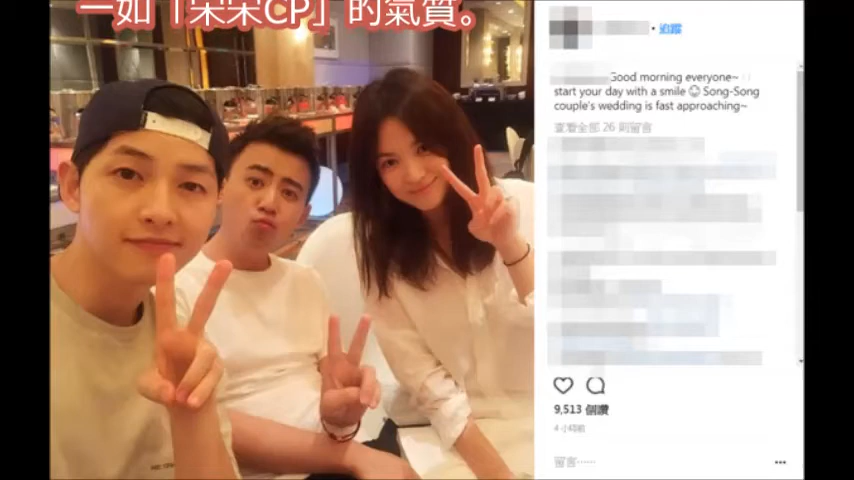 一如「宋宋CP」的氣質。
• 追蹤
Good morning everyone~
start your day with a smile 😊 Song-Song
couple's wedding is fast approaching~
查看全部 26 則留言
9,513 個讚
4 小時前
留言……